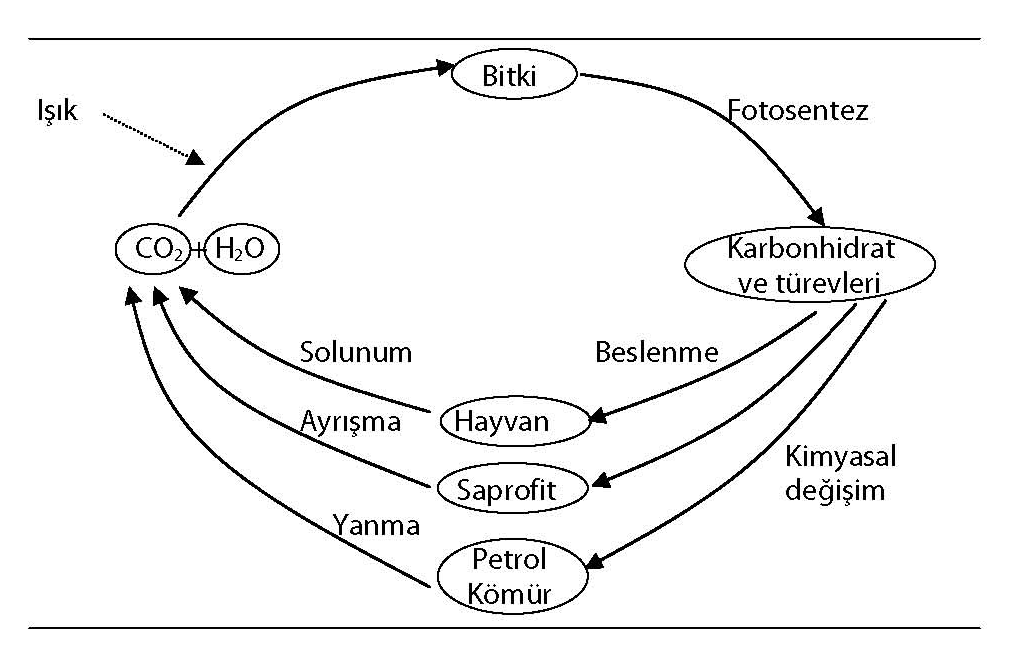 Bitki
Işık
Fotosentez
CO₂+H₂O
Karbonhidrat
ve türevleri
Solunum
Beslenme
Ayrışma
Hayvan
Kimyasal
değişim
Saprofit
Yanma
Petrol
Kömür